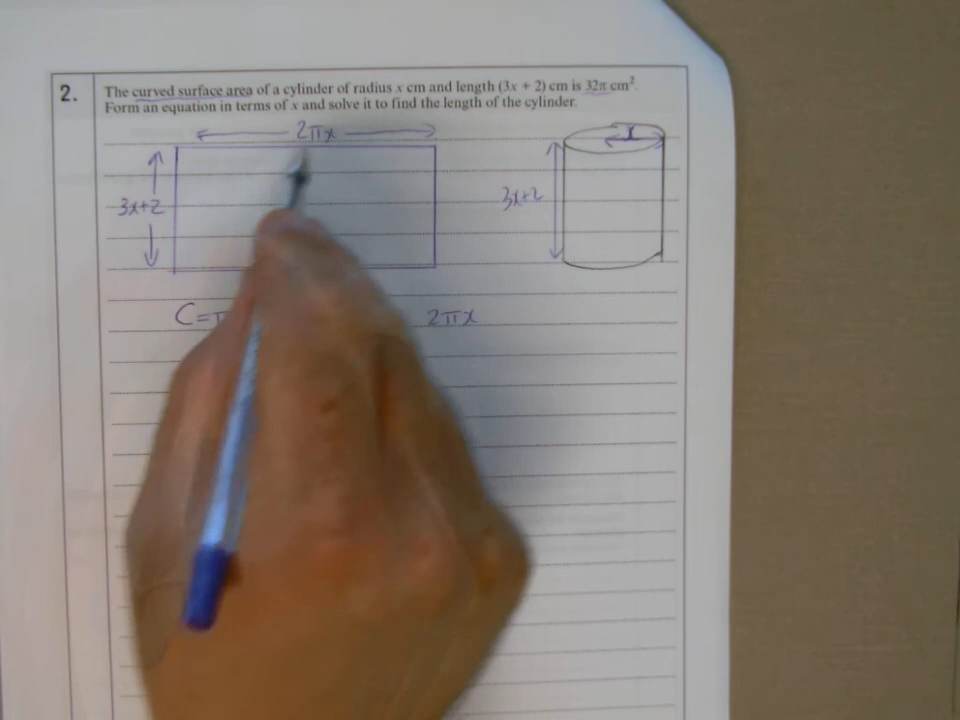 2.
The curved surface area of a cylinder of radius x cm and length (3x + 2) cm is 32π cm².
Form an equation in terms of x and solve it to find the length of the cylinder.
2πx
x
3x+2
3x+2
C=π
2πx